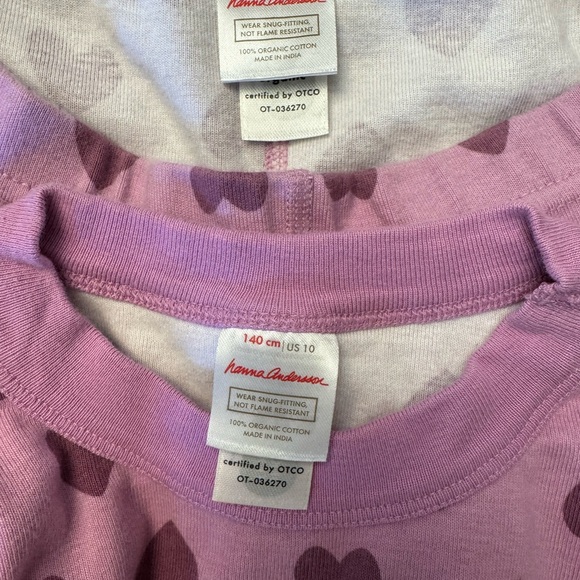 hanna andersson
WEAR SNUG-FITTING,
NOT FLAME RESISTANT
100% ORGANIC COTTON
MADE IN INDIA
organic
certified by OTCO
OT-036270
140 cm | US 10
hanna andersson
WEAR SNUG-FITTING,
NOT FLAME RESISTANT
100% ORGANIC COTTON
MADE IN INDIA
certified by OTCO
OT-036270